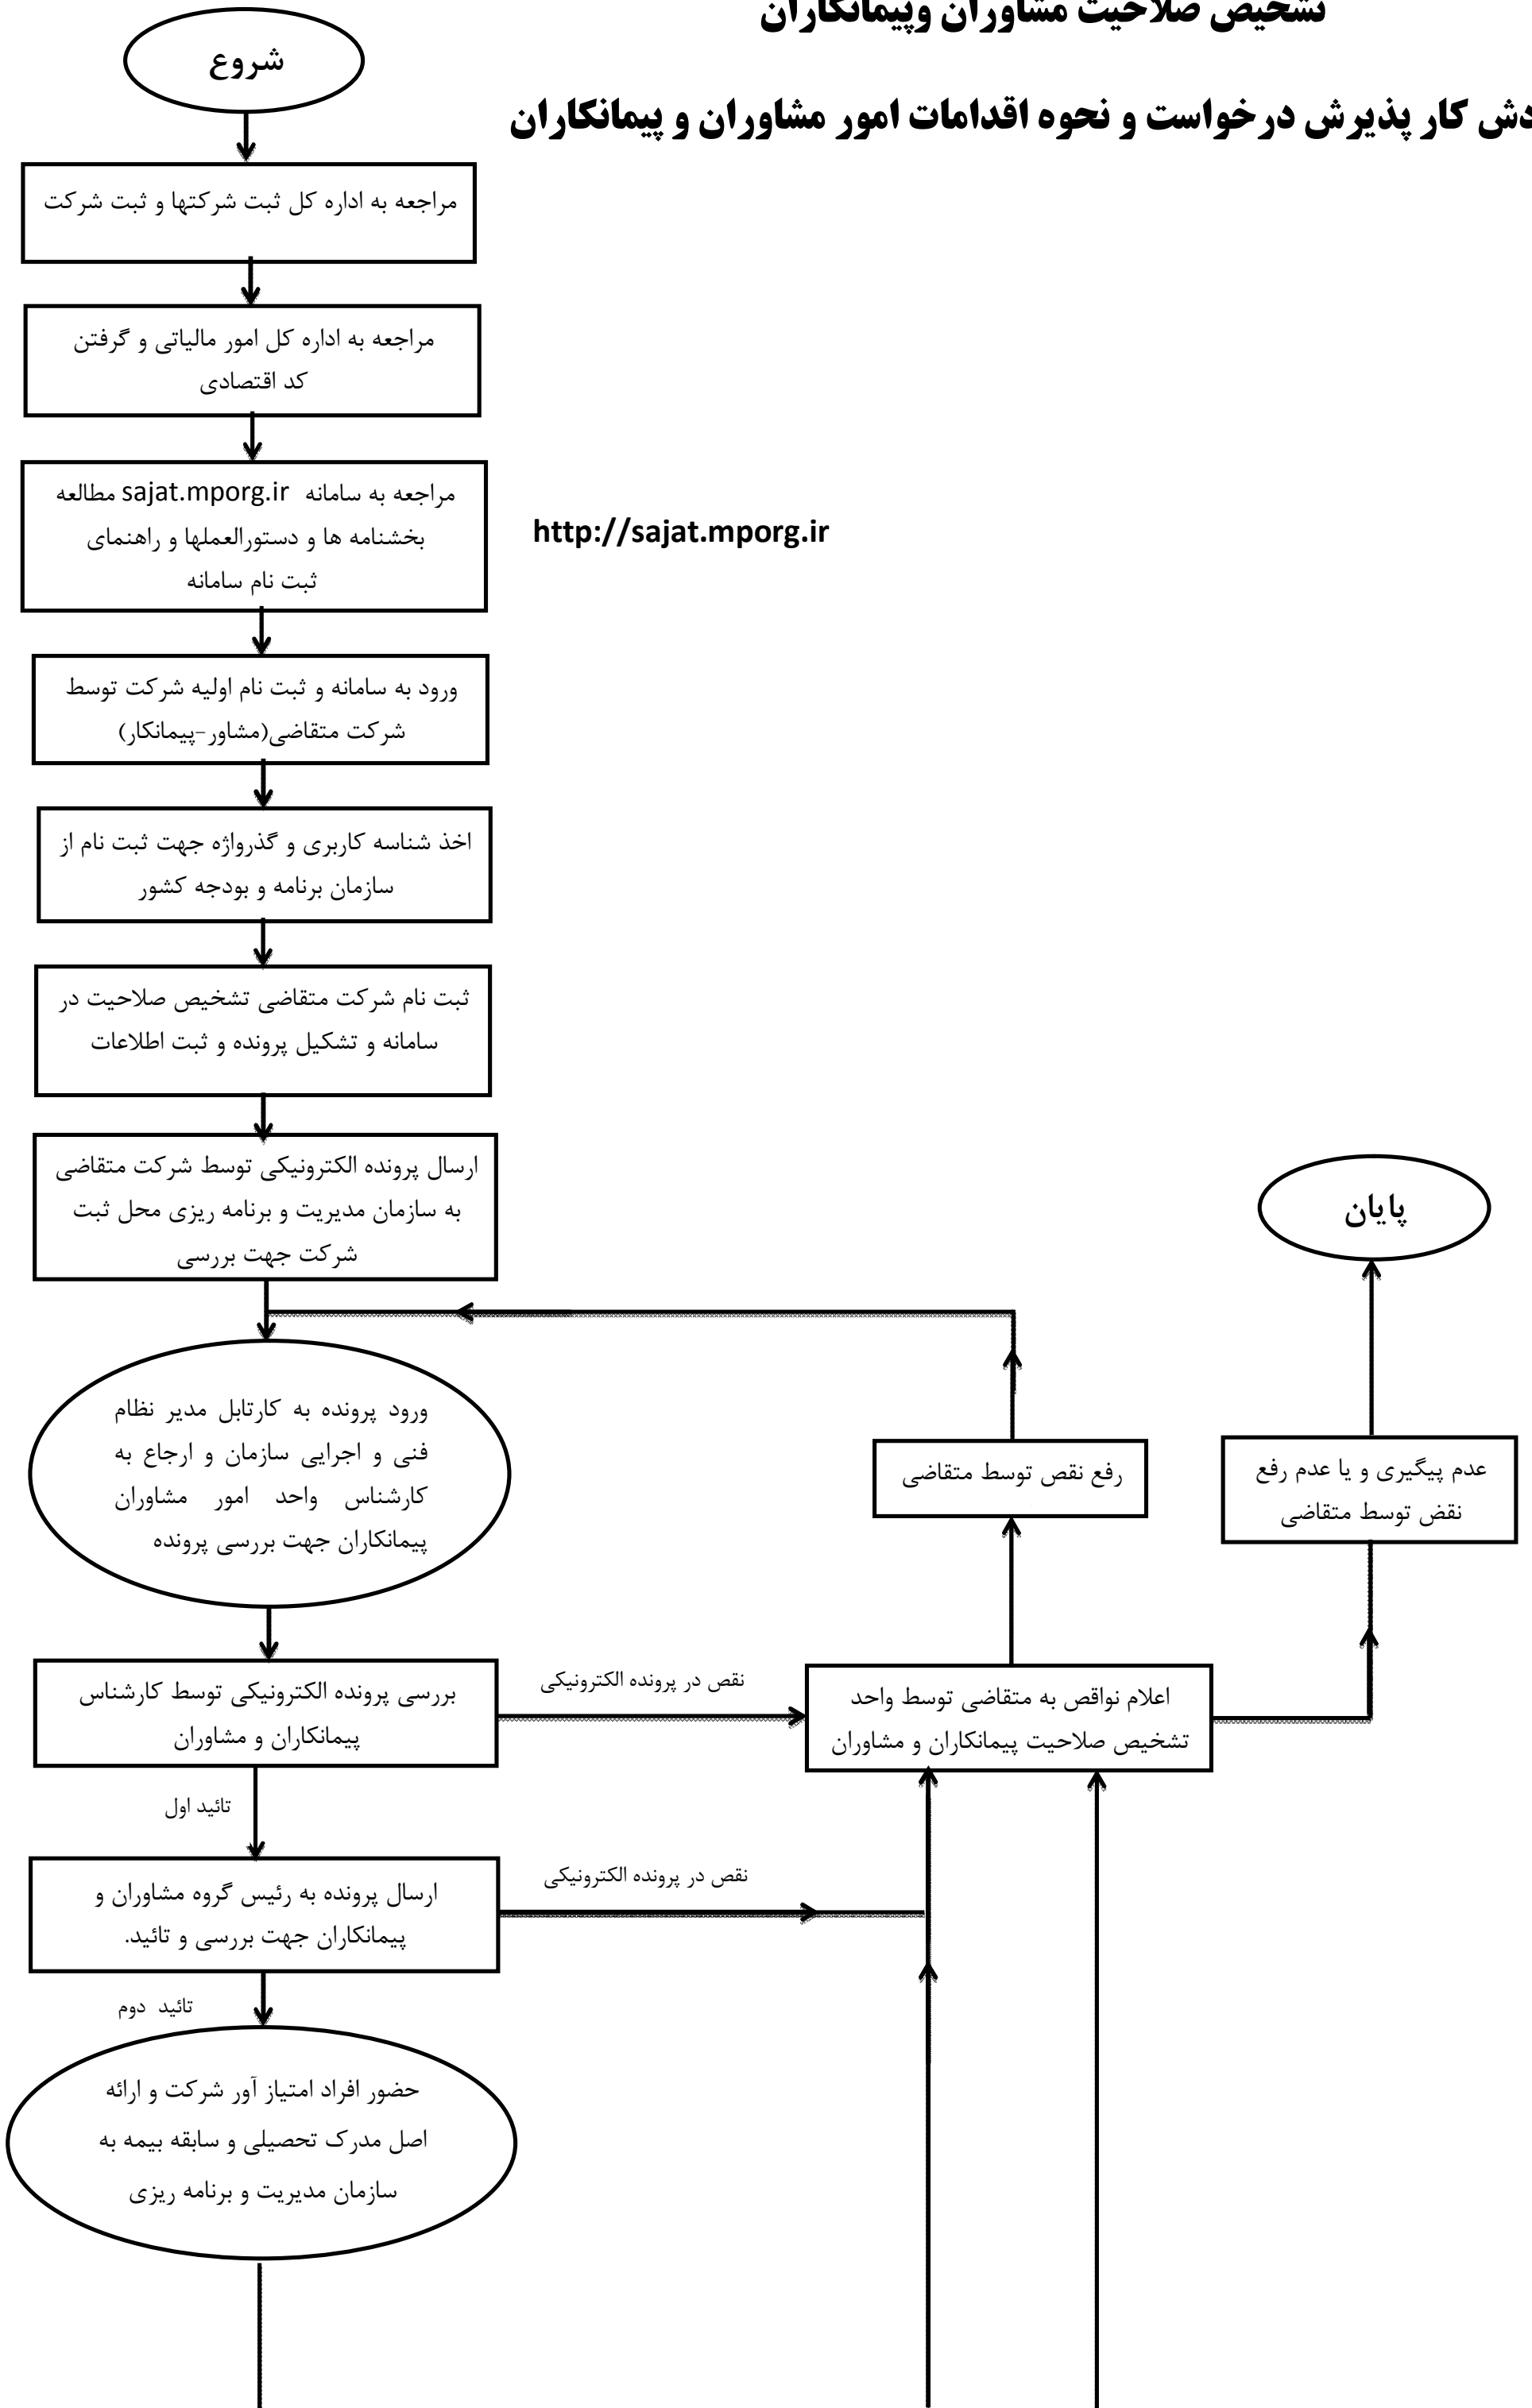 تشخیص صلاحیت مشاوران وپیمانکاران
کار پذیرش درخواست و نحوه اقدامات امور مشاوران و پیمانکاران
شروع
مراجعه به اداره کل ثبت شرکتها و ثبت شرکت
مراجعه به اداره کل امور مالیاتی و گرفتن
کد اقتصادی
مراجعه به سامانه sajat.mporg.ir مطالعه
بخشنامه ها و دستورالعملها و راهنمای
ثبت نام سامانه
http://sajat.mporg.ir
ورود به سامانه و ثبت نام اولیه شرکت توسط
شرکت متقاضی(مشاور-پیمانکار)
اخذ شناسه کاربری و گذرواژه جهت ثبت نام از
سازمان برنامه و بودجه کشور
ثبت نام شرکت متقاضی تشخیص صلاحیت در
سامانه و تشکیل پرونده و ثبت اطلاعات
ارسال پرونده الکترونیکی توسط شرکت متقاضی
به سازمان مدیریت و برنامه ریزی محل ثبت
شرکت جهت بررسی
پایان
ورود پرونده به کارتابل مدیر نظام
فنی و اجرایی سازمان و ارجاع به
کارشناس واحد امور مشاوران
پیمانکاران جهت بررسی پرونده
رفع نقص توسط متقاضی
عدم پیگیری و یا عدم رفع
نقض توسط متقاضی
بررسی پرونده الکترونیکی توسط کارشناس
پیمانکاران و مشاوران
نقص در پرونده الکترونیکی
اعلام نواقص به متقاضی توسط واحد
تشخیص صلاحیت پیمانکاران و مشاوران
تائید اول
ارسال پرونده به رئیس گروه مشاوران و
پیمانکاران جهت بررسی و تائید.
نقص در پرونده الکترونیکی
تائید دوم
حضور افراد امتیاز آور شرکت و ارائه
اصل مدرک تحصیلی و سابقه بیمه به
سازمان مدیریت و برنامه ریزی